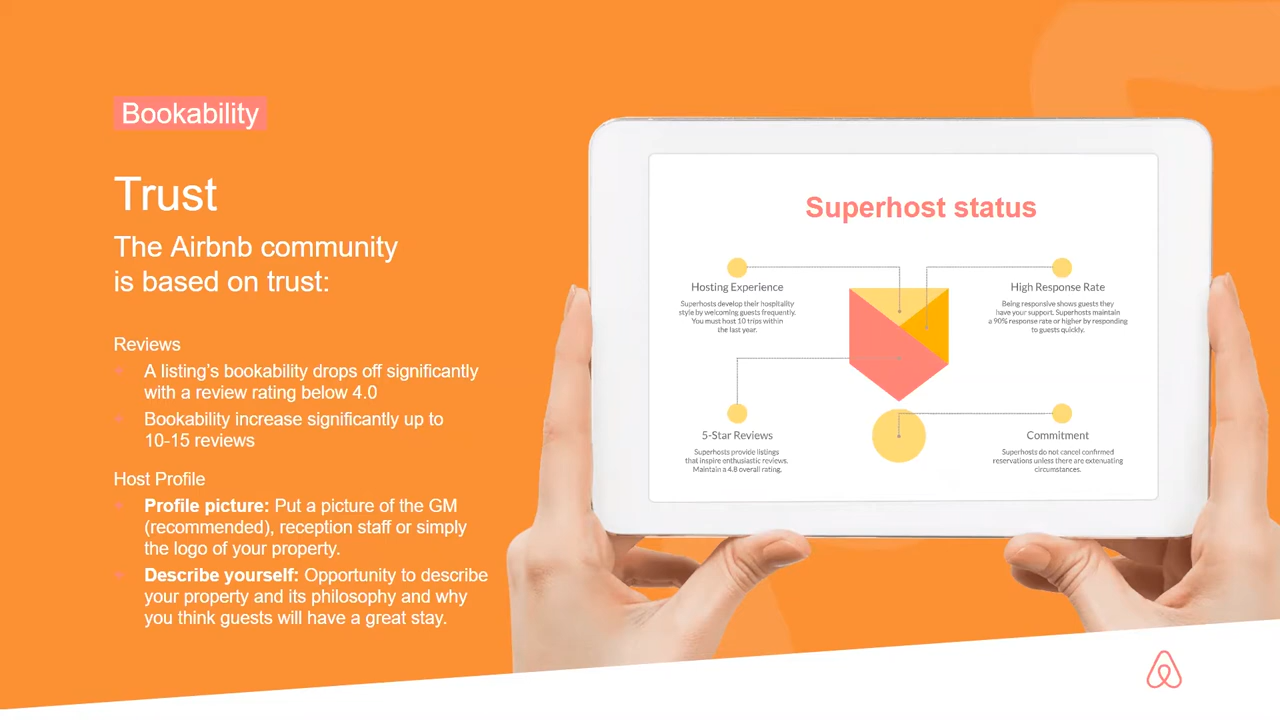 Bookability
Trust
The Airbnb community
is based on trust:
Reviews
A listing's bookability drops off significantly
with a review rating below 4.0
Bookability increase significantly up to
10-15 reviews
Host Profile
Profile picture: Put a picture of the GM
(recommended), reception staff or simply
the logo of your property.
Describe yourself: Opportunity to describe
your property and its philosophy and why
you think guests will have a great stay.
Superhost status
Hosting Experience
Superhosts develop their hospitality
style by welcoming guests frequently.
You must host 10 trips within
the last year.
High Response Rate
Being responsive shows guests they
have your support. Superhosts maintain
a 90% response rate or higher by responding
to guests quickly.
5-Star Reviews
Superhosts provide listings
that inspire enthusiastic reviews.
Maintain a 4.8 overall rating.
Commitment
Superhosts do not cancel confirmed
reservations unless there are extenuating
circumstances.